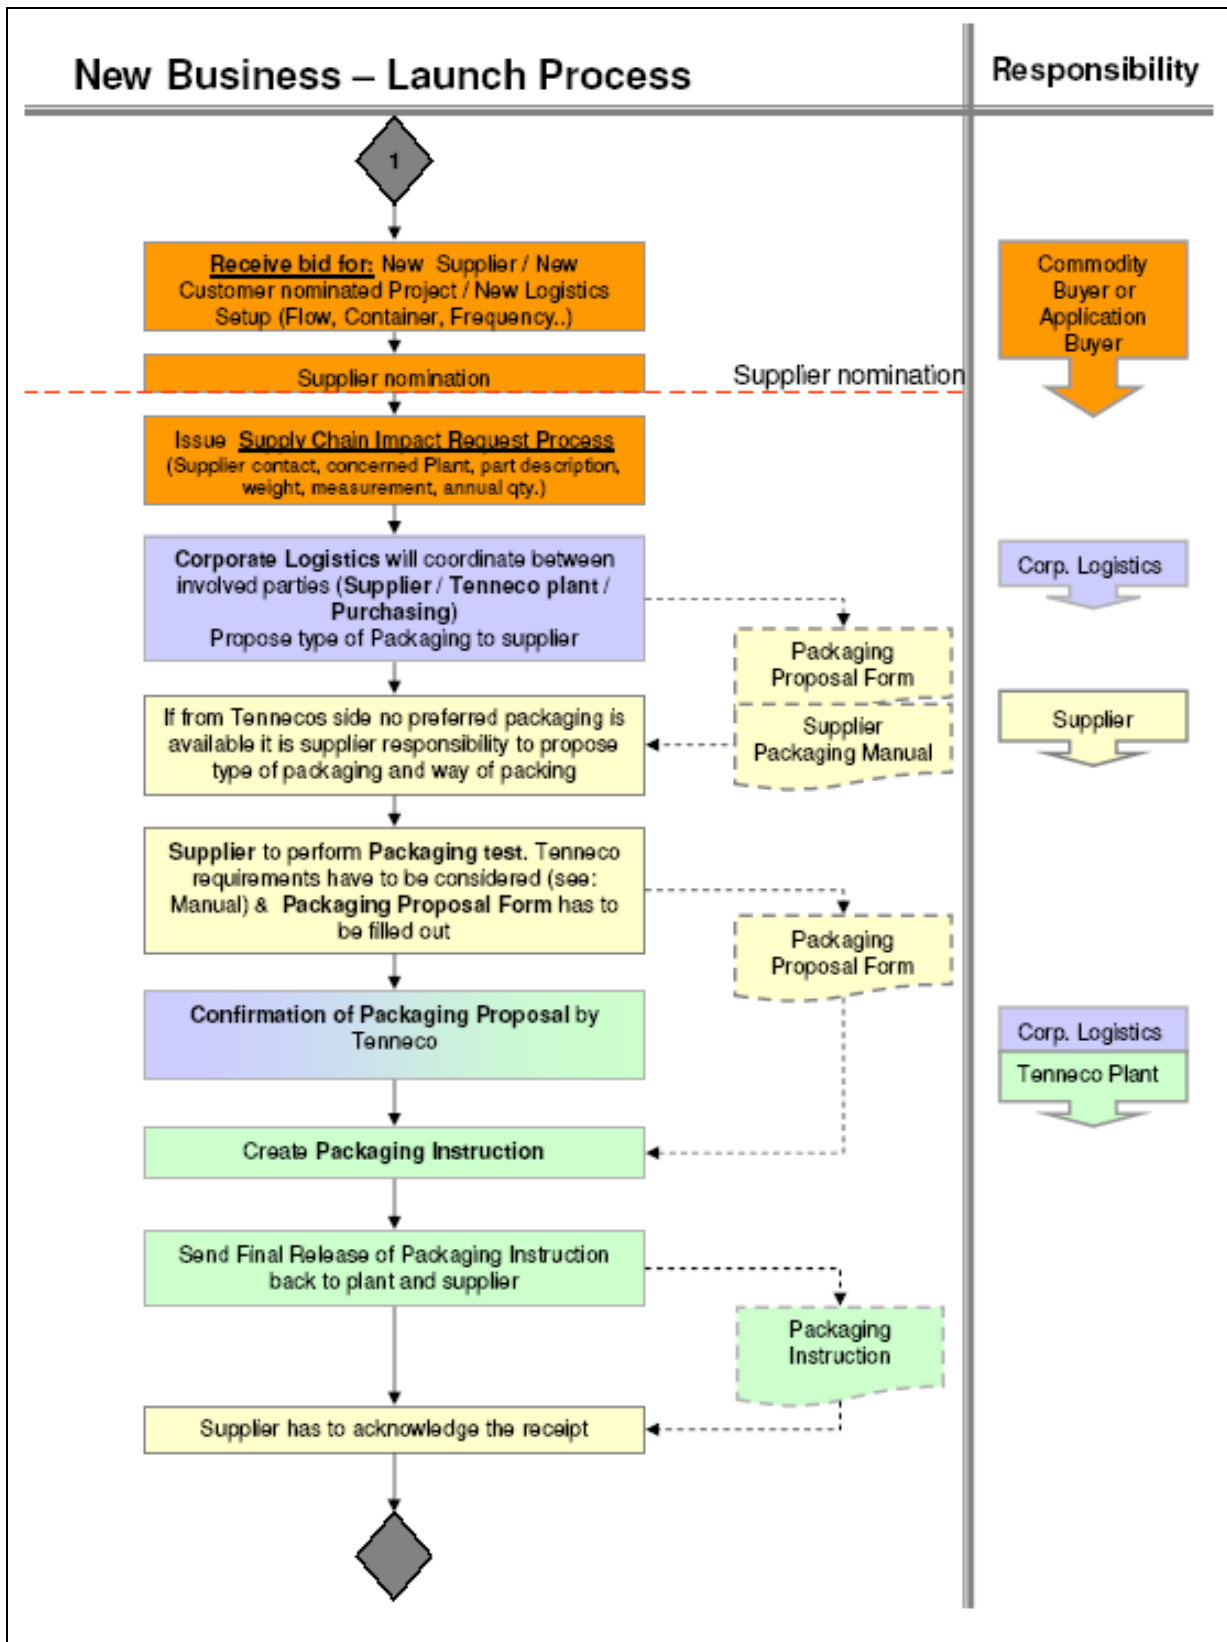 New Business – Launch Process
Responsibility
1
Receive bid for: New Supplier / New
Customer nominated Project / New Logistics
Setup (Flow, Container, Frequency..)
Commodity
Buyer or
Application
Buyer
Supplier nomination
Supplier nomination
Issue Supply Chain Impact Request Process
(Supplier contact, concerned Plant, part description,
weight, measurement, annual qty.)
Corporate Logistics will coordinate between
involved parties (Supplier / Tenneco plant /
Purchasing)
Propose type of Packaging to supplier
Corp. Logistics
Packaging
Proposal Form
Supplier
Packaging Manual
If from Tennecos side no preferred packaging is
available it is supplier responsibility to propose
type of packaging and way of packing
Supplier
Supplier to perform Packaging test. Tenneco
requirements have to be considered (see:
Manual) & Packaging Proposal Form has to
be filled out
Packaging
Proposal Form
Confirmation of Packaging Proposal by
Tenneco
Corp. Logistics
Tenneco Plant
Create Packaging Instruction
Send Final Release of Packaging Instruction
back to plant and supplier
Packaging
Instruction
Supplier has to acknowledge the receipt